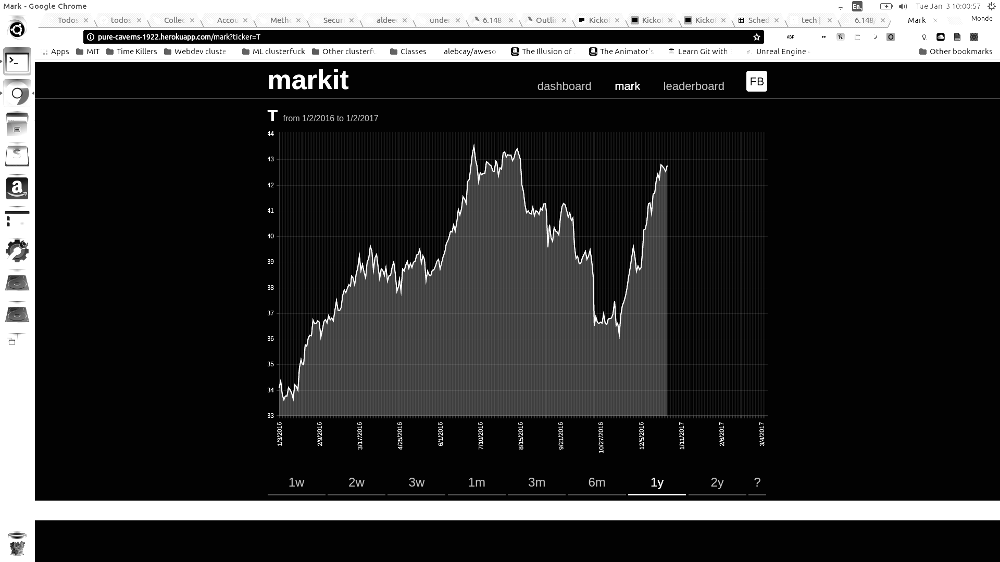 Mark - Google Chrome
En1 Tue Jan 3 10:00:57
Todos × todos × Collec × Accou × Meth × Securi × aldee × under × 6.148 × Outlin × Kickof × Kickof × Kickof × Sched × tech | × 6.148/ × Mark × Monde
pure-caverns-1922.herokuapp.com/mark?ticker=T ABP
Apps MIT Time Killers Webdev cluste ML clusterfuck Other clusterfu Classes alebcay/aweso The Illusion of The Animator's Learn Git with Unreal Engine - Other bookmarks
markit dashboard mark leaderboard FB
T from 1/2/2016 to 1/2/2017
44
43
42
41
40
39
38
37
36
35
34
33
1/3/2016 2/9/2016 3/17/2016 4/25/2016 6/1/2016 7/10/2016 8/15/2016 9/21/2016 10/27/2016 12/5/2016 1/11/2017 2/6/2017 3/4/2017
1w 2w 3w 1m 3m 6m 1y 2y ?